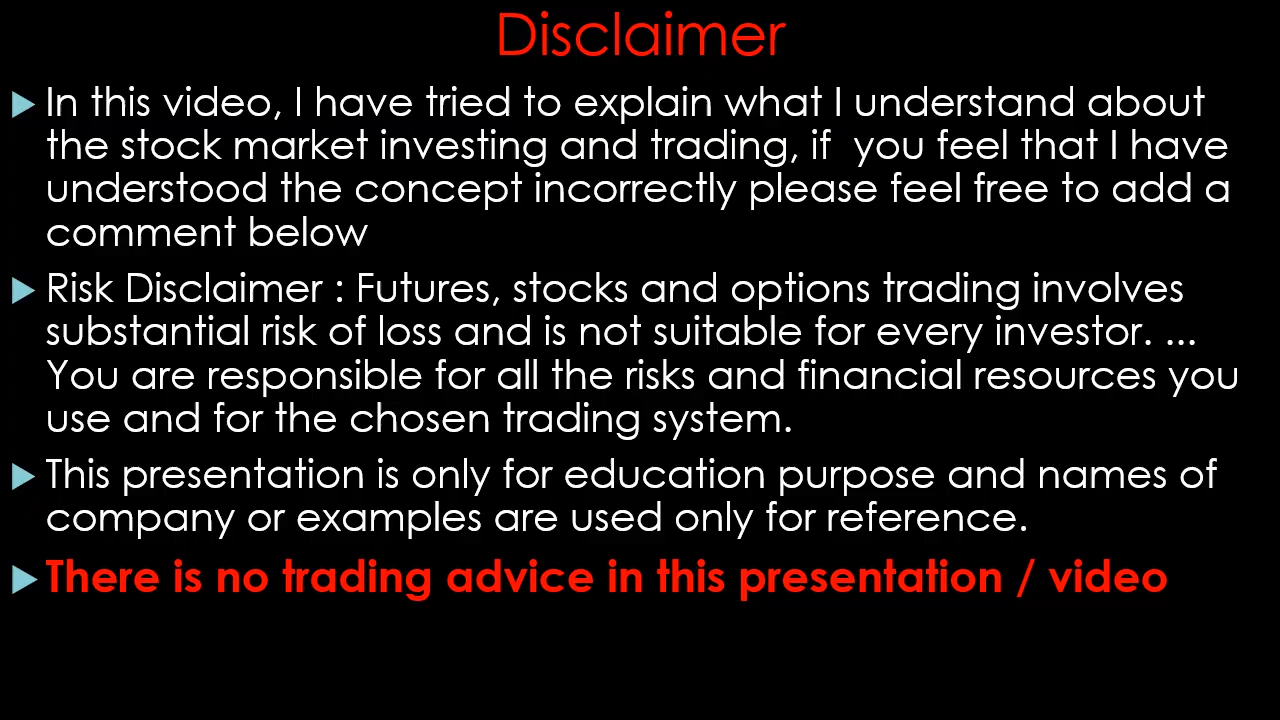 Disclaimer
In this video, I have tried to explain what I understand about
the stock market investing and trading, if  you feel that I have
understood the concept incorrectly please feel free to add a
comment below
Risk Disclaimer : Futures, stocks and options trading involves
substantial risk of loss and is not suitable for every investor. ...
You are responsible for all the risks and financial resources you
use and for the chosen trading system.
This presentation is only for education purpose and names of
company or examples are used only for reference.
There is no trading advice in this presentation / video